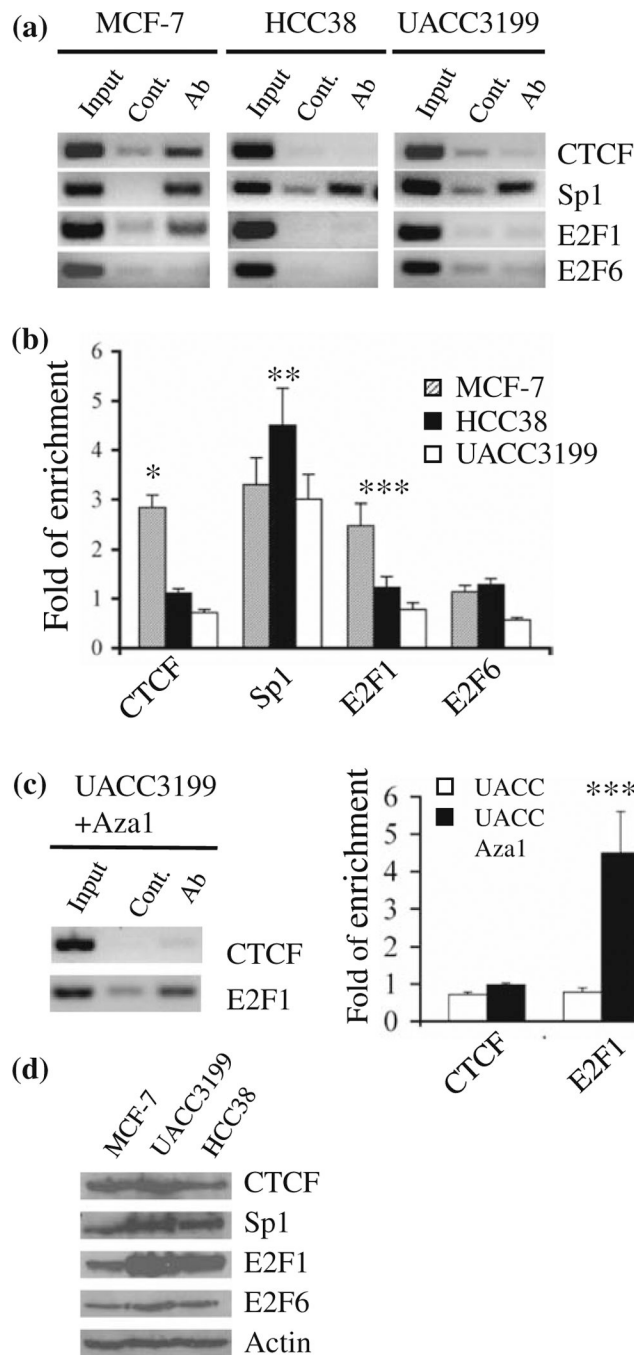 (a)
MCF-7 HCC38 UACC3199
Input Cont. Ab Input Cont. Ab Input Cont. Ab
CTCF
Sp1
E2F1
E2F6
(b)
Fold of enrichment
6
5
4
3
2
1
0
* ** ***
MCF-7
HCC38
UACC3199
CTCF Sp1 E2F1 E2F6
(c)
UACC3199
+Aza1
Input Cont. Ab
CTCF
E2F1
Fold of enrichment
6
5
4
3
2
1
0
UACC
UACC
Aza1
***
CTCF E2F1
(d)
MCF-7 UACC3199 HCC38
CTCF
Sp1
E2F1
E2F6
Actin